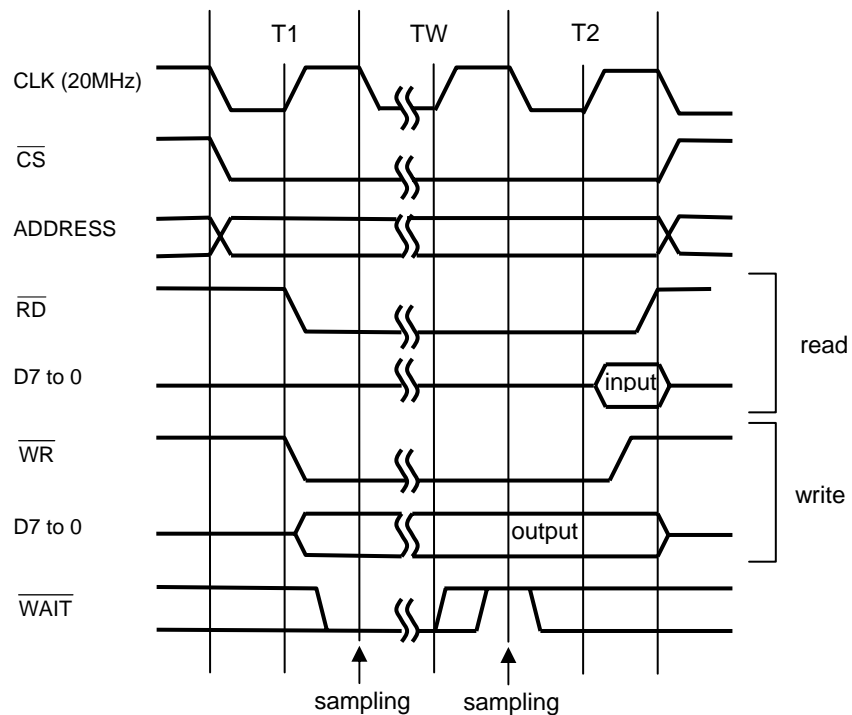 T1 TW T2
CLK (20MHz)
CS
ADDRESS
RD
read
D7 to 0
input
WR
write
D7 to 0
output
WAIT
sampling sampling